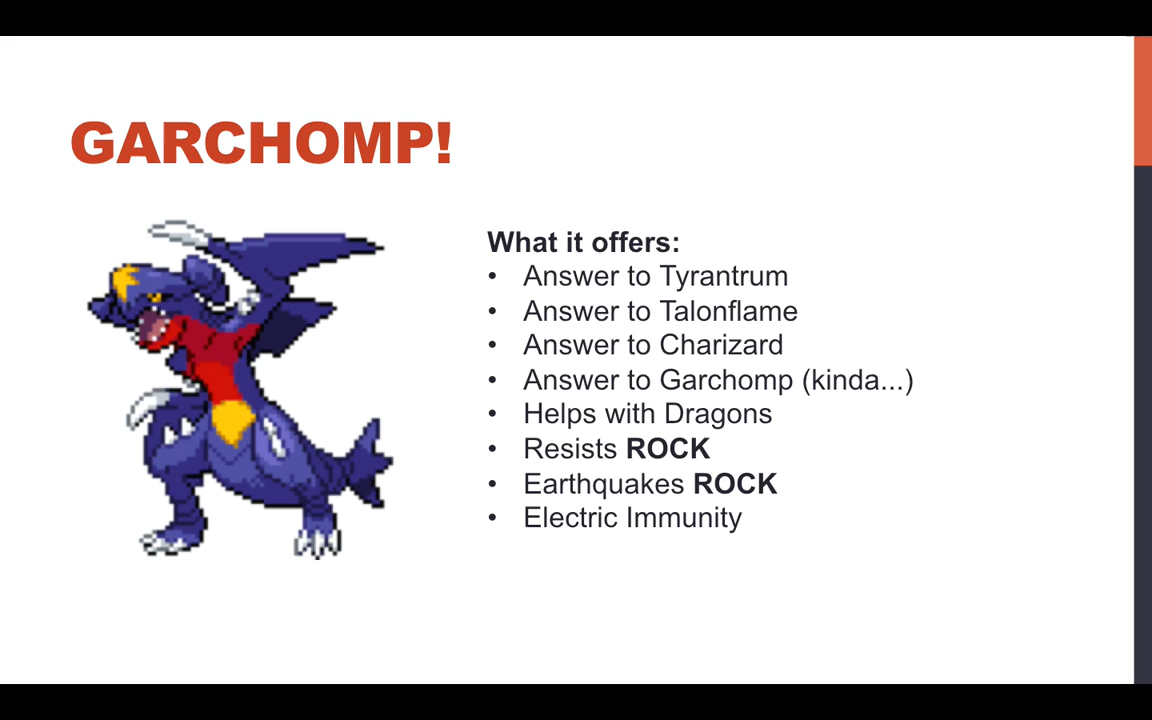 GARCHOMP!
What it offers:
• Answer to Tyrantrum
• Answer to Talonflame
• Answer to Charizard
• Answer to Garchomp (kinda...)
• Helps with Dragons
• Resists ROCK
• Earthquakes ROCK
• Electric Immunity